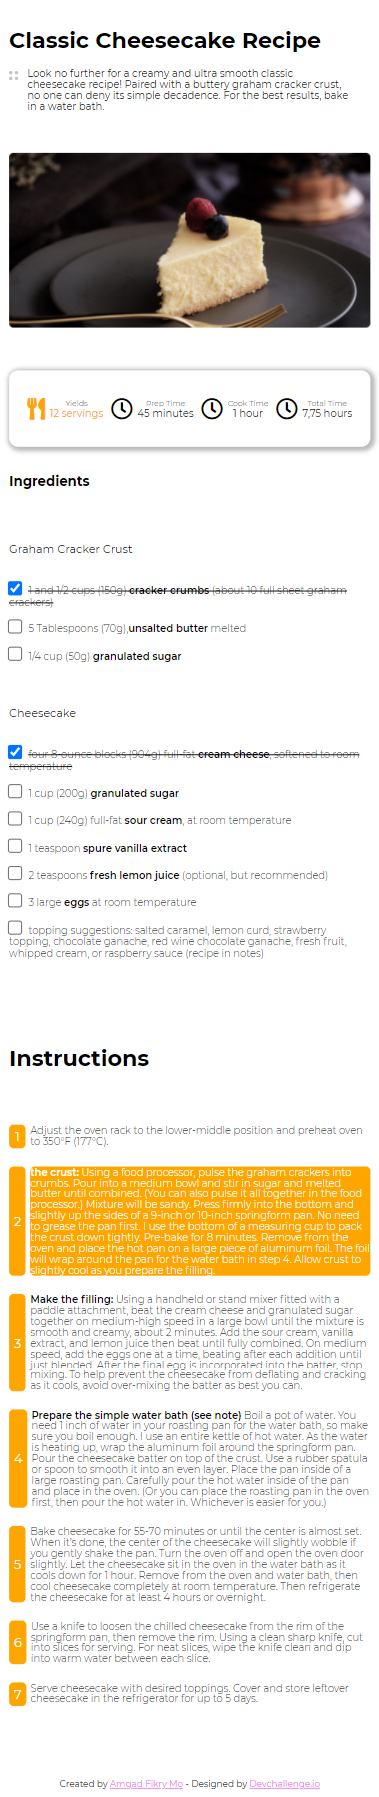 Classic Cheesecake Recipe
Look no further for a creamy and ultra smooth classic
cheesecake recipe! Paired with a buttery graham cracker crust,
no one can deny its simple decadence. For the best results, bake
in a water bath.
Yields
12 servings
Prep Time
45 minutes
Cook Time
1 hour
Total Time
7,75 hours
Ingredients
Graham Cracker Crust
1 and 1/2 cups (150g) cracker crumbs (about 10 full sheet graham
crackers)
5 Tablespoons (70g),unsalted butter melted
1/4 cup (50g) granulated sugar
Cheesecake
four 8-ounce blocks (904g) full-fat cream cheese, softened to room
temperature
1 cup (200g) granulated sugar
1 cup (240g) full-fat sour cream, at room temperature
1 teaspoon spure vanilla extract
2 teaspoons fresh lemon juice (optional, but recommended)
3 large eggs at room temperature
topping suggestions: salted caramel, lemon curd, strawberry
topping, chocolate ganache, red wine chocolate ganache, fresh fruit,
whipped cream, or raspberry sauce (recipe in notes)
Instructions
1 Adjust the oven rack to the lower-middle position and preheat oven
to 350°F (177°C).
the crust: Using a food processor, pulse the graham crackers into
crumbs. Pour into a medium bowl and stir in sugar and melted
butter until combined. (You can also pulse it all together in the food
processor.) Mixture will be sandy. Press firmly into the bottom and
slightly up the sides of a 9-inch or 10-inch springform pan. No need
2 to grease the pan first. I use the bottom of a measuring cup to pack
the crust down tightly. Pre-bake for 8 minutes. Remove from the
oven and place the hot pan on a large piece of aluminum foil. The foil
will wrap around the pan for the water bath in step 4. Allow crust to
slightly cool as you prepare the filling.
Make the filling: Using a handheld or stand mixer fitted with a
paddle attachment, beat the cream cheese and granulated sugar
together on medium-high speed in a large bowl until the mixture is
smooth and creamy, about 2 minutes. Add the sour cream, vanilla
3 extract, and lemon juice then beat until fully combined. On medium
speed, add the eggs one at a time, beating after each addition until
just blended. After the final egg is incorporated into the batter, stop
mixing. To help prevent the cheesecake from deflating and cracking
as it cools, avoid over-mixing the batter as best you can.
Prepare the simple water bath (see note) Boil a pot of water. You
need 1 inch of water in your roasting pan for the water bath, so make
sure you boil enough. I use an entire kettle of hot water. As the water
is heating up, wrap the aluminum foil around the springform pan.
4 Pour the cheesecake batter on top of the crust. Use a rubber spatula
or spoon to smooth it into an even layer. Place the pan inside of a
large roasting pan. Carefully pour the hot water inside of the pan
and place in the oven. (Or you can place the roasting pan in the oven
first, then pour the hot water in. Whichever is easier for you.)
Bake cheesecake for 55-70 minutes or until the center is almost set.
When it's done, the center of the cheesecake will slightly wobble if
you gently shake the pan. Turn the oven off and open the oven door
5 slightly. Let the cheesecake sit in the oven in the water bath as it
cools down for 1 hour. Remove from the oven and water bath, then
cool cheesecake completely at room temperature. Then refrigerate
the cheesecake for at least 4 hours or overnight.
Use a knife to loosen the chilled cheesecake from the rim of the
springform pan, then remove the rim. Using a clean sharp knife, cut
6 into slices for serving. For neat slices, wipe the knife clean and dip
into warm water between each slice.
7 Serve cheesecake with desired toppings. Cover and store leftover
cheesecake in the refrigerator for up to 5 days.
Created by Amgad Fikry Mo - Designed by Devchallenge.io